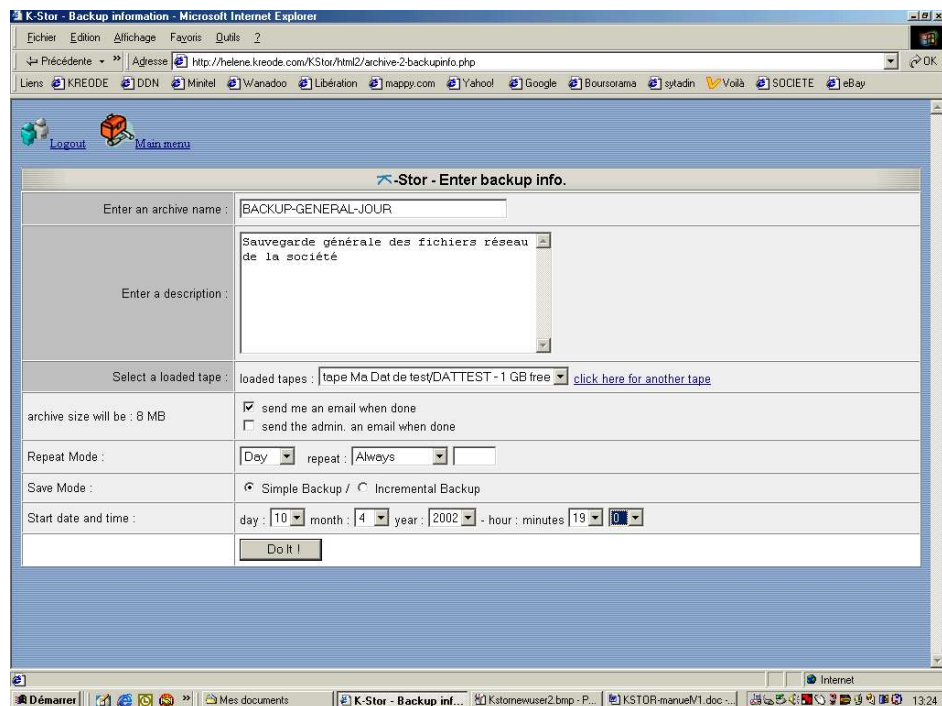 K-Stor - Backup information - Microsoft Internet Explorer
Fichier Edition Affichage Favoris Outils ?
Précédente » Adresse http://helene.kreode.com/KStor/html2/archive-2-backupinfo.php OK
Liens KREODE DDN Minitel Wanadoo Libération mappy.com Yahoo! Google Boursorama sytadin Voilà SOCIETE eBay
Logout Main menu
-Stor - Enter backup info.
Enter an archive name : BACKUP-GENERAL-JOUR
Enter a description : Sauvegarde générale des fichiers réseau
de la société
Select a loaded tape : loaded tapes : tape Ma Dat de test/DATTEST - 1 GB free click here for another tape
archive size will be : 8 MB
send me an email when done
send the admin. an email when done
Repeat Mode : Day repeat : Always
Save Mode : Simple Backup / Incremental Backup
Start date and time : day : 10 month : 4 year : 2002 - hour : minutes 19 0
Do It !
Internet
Démarrer » Mes documents K-Stor - Backup inf... Kstornewuser2.bmp - P... KSTOR-manuelV1.doc -... 13:24